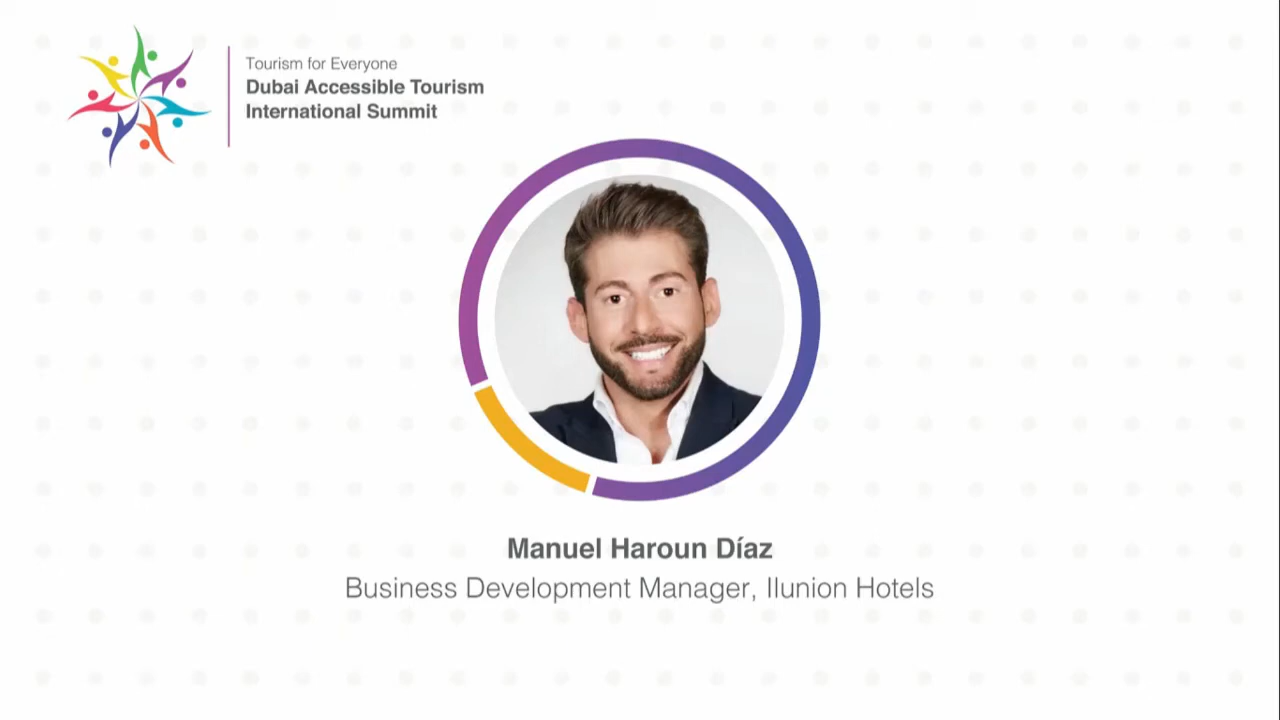 Tourism for Everyone
Dubai Accessible Tourism
International Summit
Manuel Haroun Díaz
Business Development Manager, Ilunion Hotels